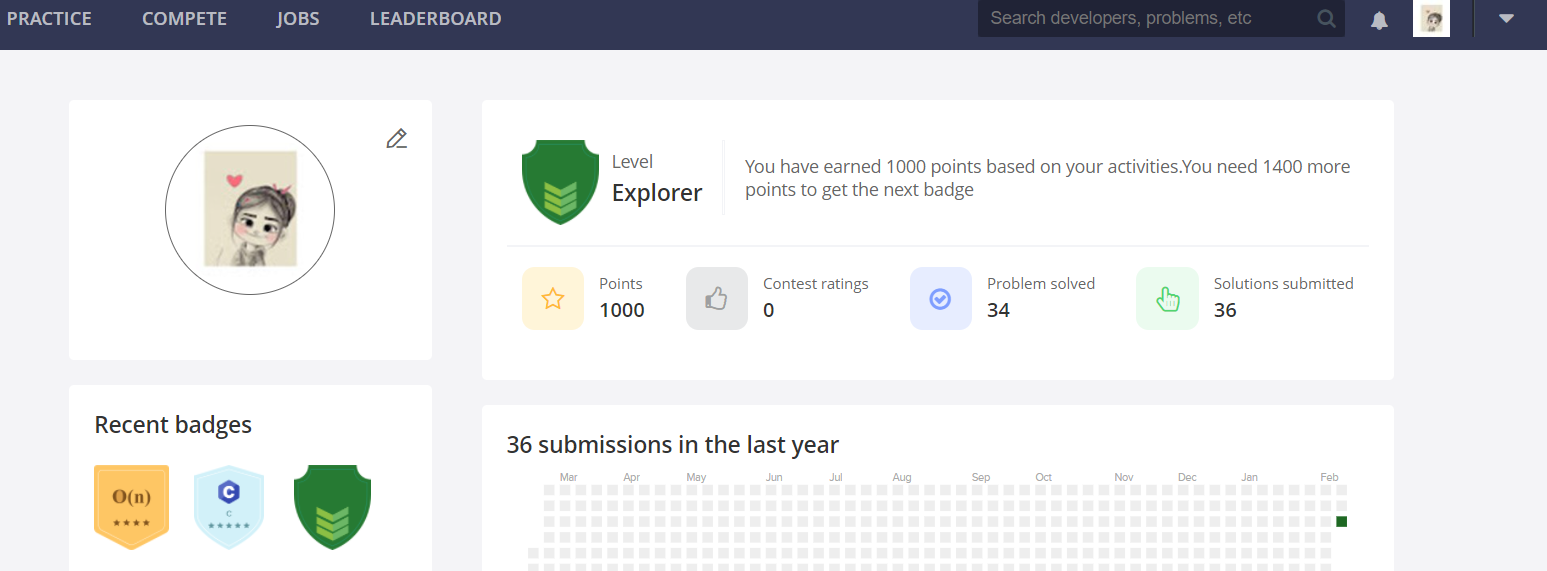 PRACTICE COMPETE JOBS LEADERBOARD Search developers, problems, etc
Level
Explorer
You have earned 1000 points based on your activities.You need 1400 more
points to get the next badge
Points
1000
Contest ratings
0
Problem solved
34
Solutions submitted
36
Recent badges
O(n)
C
C
36 submissions in the last year
Mar Apr May Jun Jul Aug Sep Oct Nov Dec Jan Feb